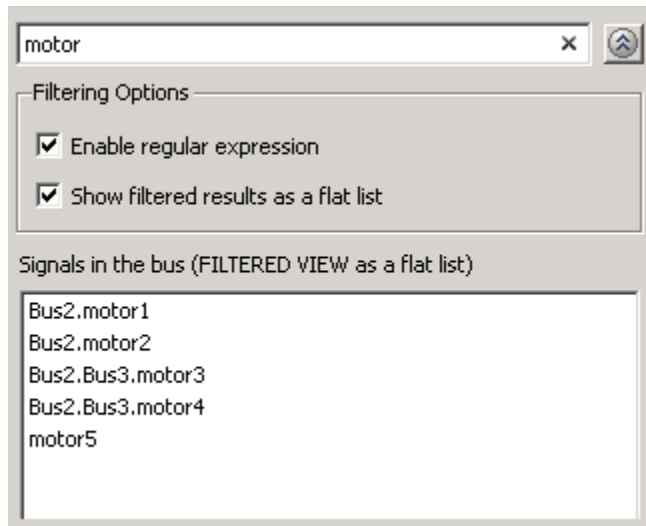 motor
Filtering Options
Enable regular expression
Show filtered results as a flat list
Signals in the bus (FILTERED VIEW as a flat list)
Bus2.motor1
Bus2.motor2
Bus2.Bus3.motor3
Bus2.Bus3.motor4
motor5